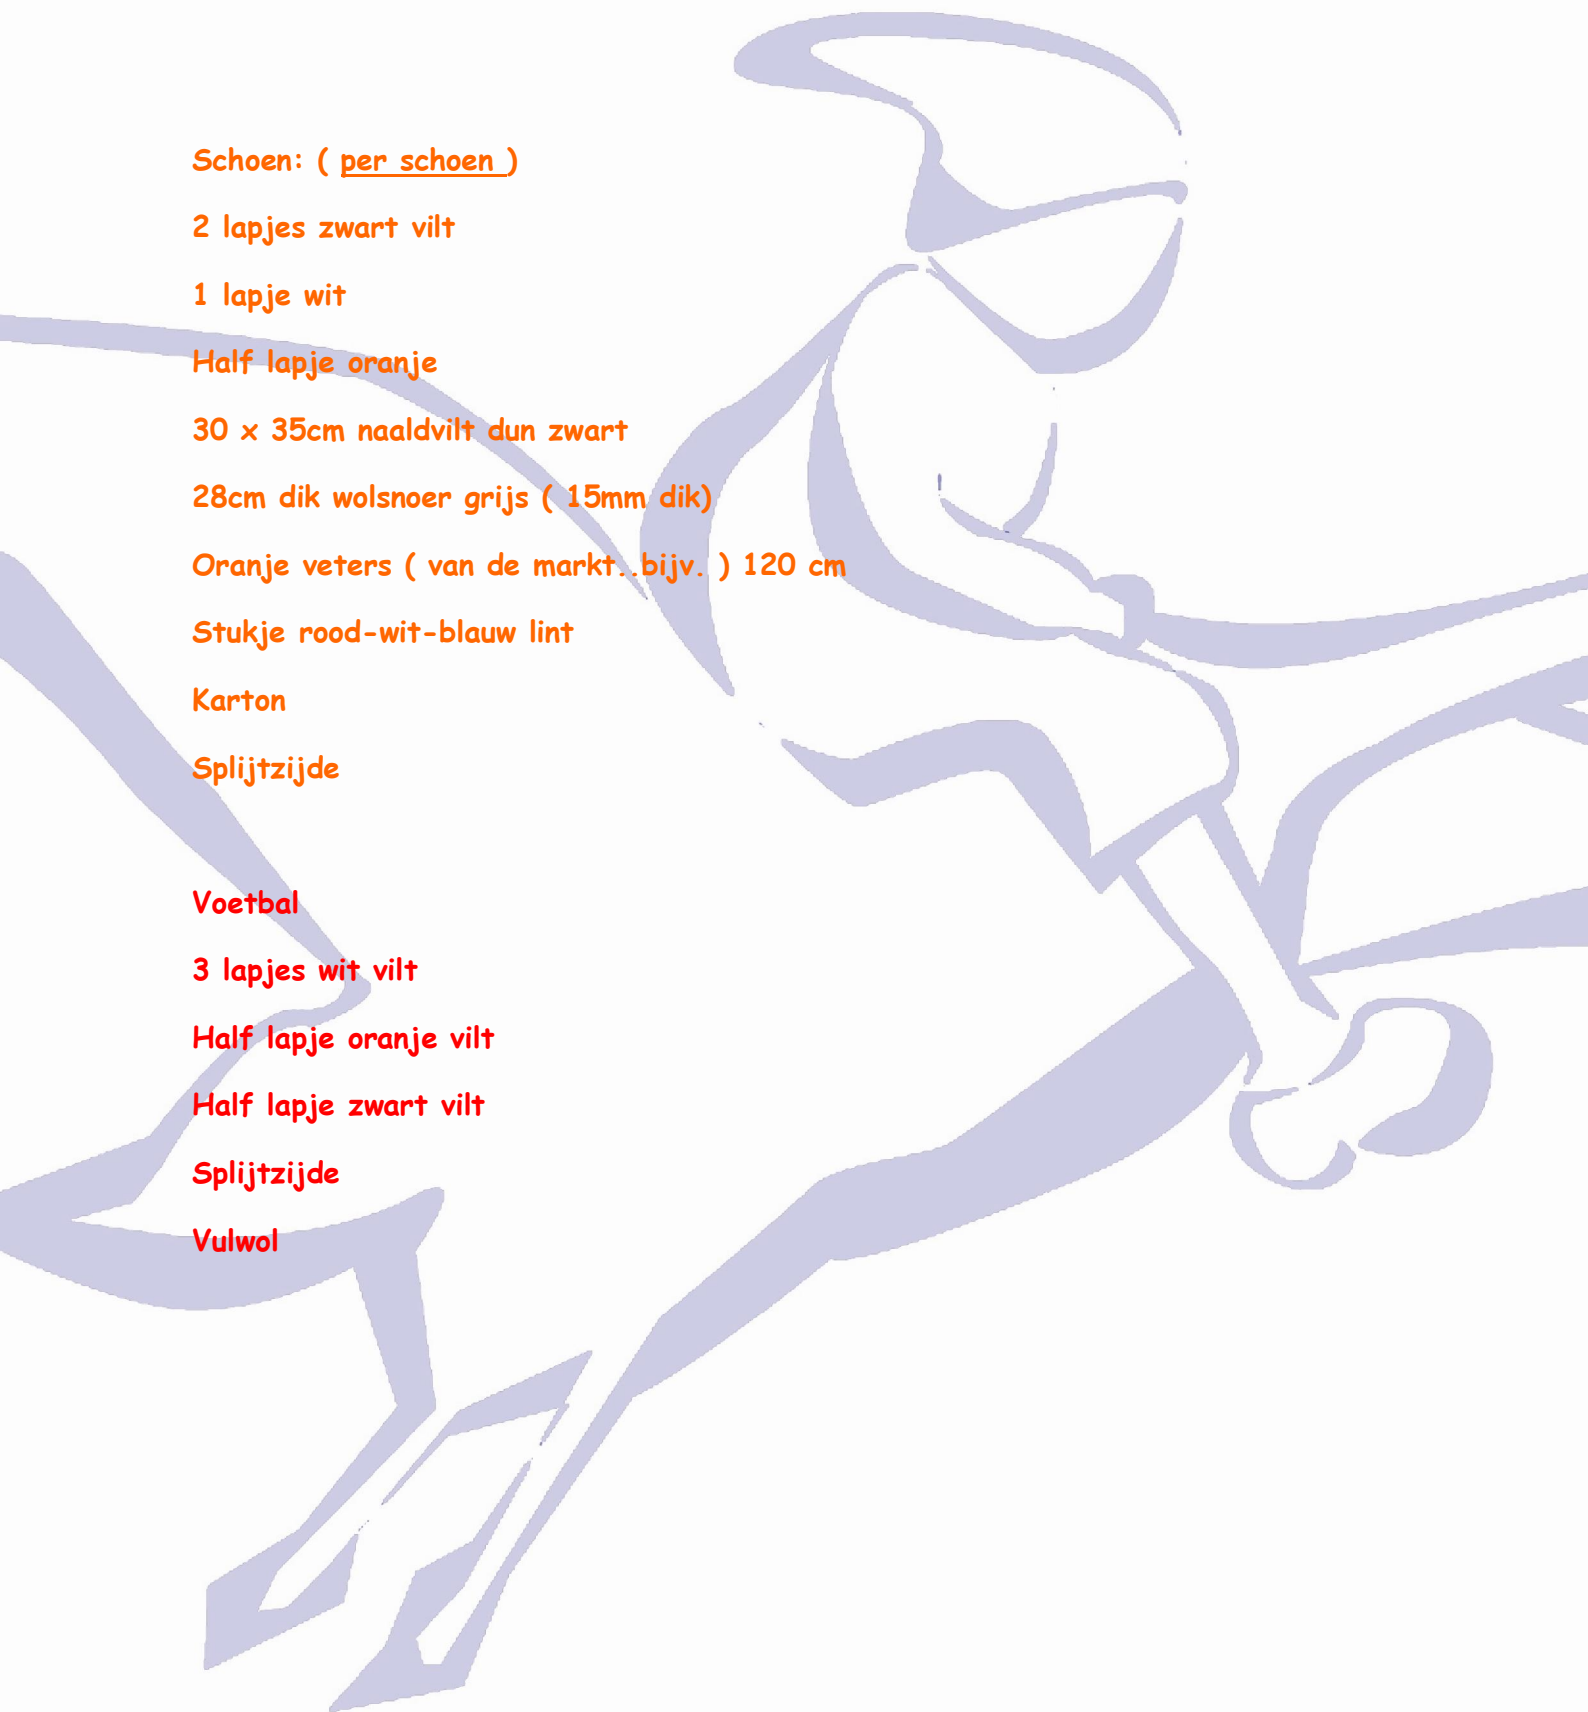 Schoen: ( per schoen )
2 lapjes zwart vilt
1 lapje wit
Half lapje oranje
30 x 35cm naaldvilt dun zwart
28cm dik wolsnoer grijs ( 15mm dik)
Oranje veters ( van de markt..bijv. ) 120 cm
Stukje rood-wit-blauw lint
Karton
Splijtzijde
Voetbal
3 lapjes wit vilt
Half lapje oranje vilt
Half lapje zwart vilt
Splijtzijde
Vulwol